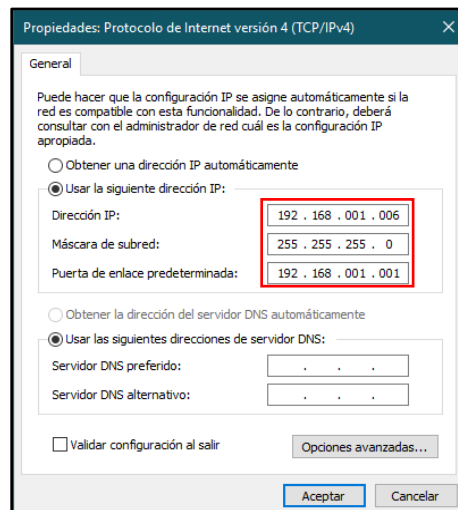 Propiedades: Protocolo de Internet versión 4 (TCP/IPv4)
General
Puede hacer que la configuración IP se asigne automáticamente si la
red es compatible con esta funcionalidad. De lo contrario, deberá
consultar con el administrador de red cuál es la configuración IP
apropiada.
Obtener una dirección IP automáticamente
Usar la siguiente dirección IP:
Dirección IP: 192 . 168 . 001 . 006
Máscara de subred: 255 . 255 . 255 . 0
Puerta de enlace predeterminada: 192 . 168 . 001 . 001
Obtener la dirección del servidor DNS automáticamente
Usar las siguientes direcciones de servidor DNS:
Servidor DNS preferido: . . .
Servidor DNS alternativo: . . .
Validar configuración al salir
Opciones avanzadas...
Aceptar Cancelar